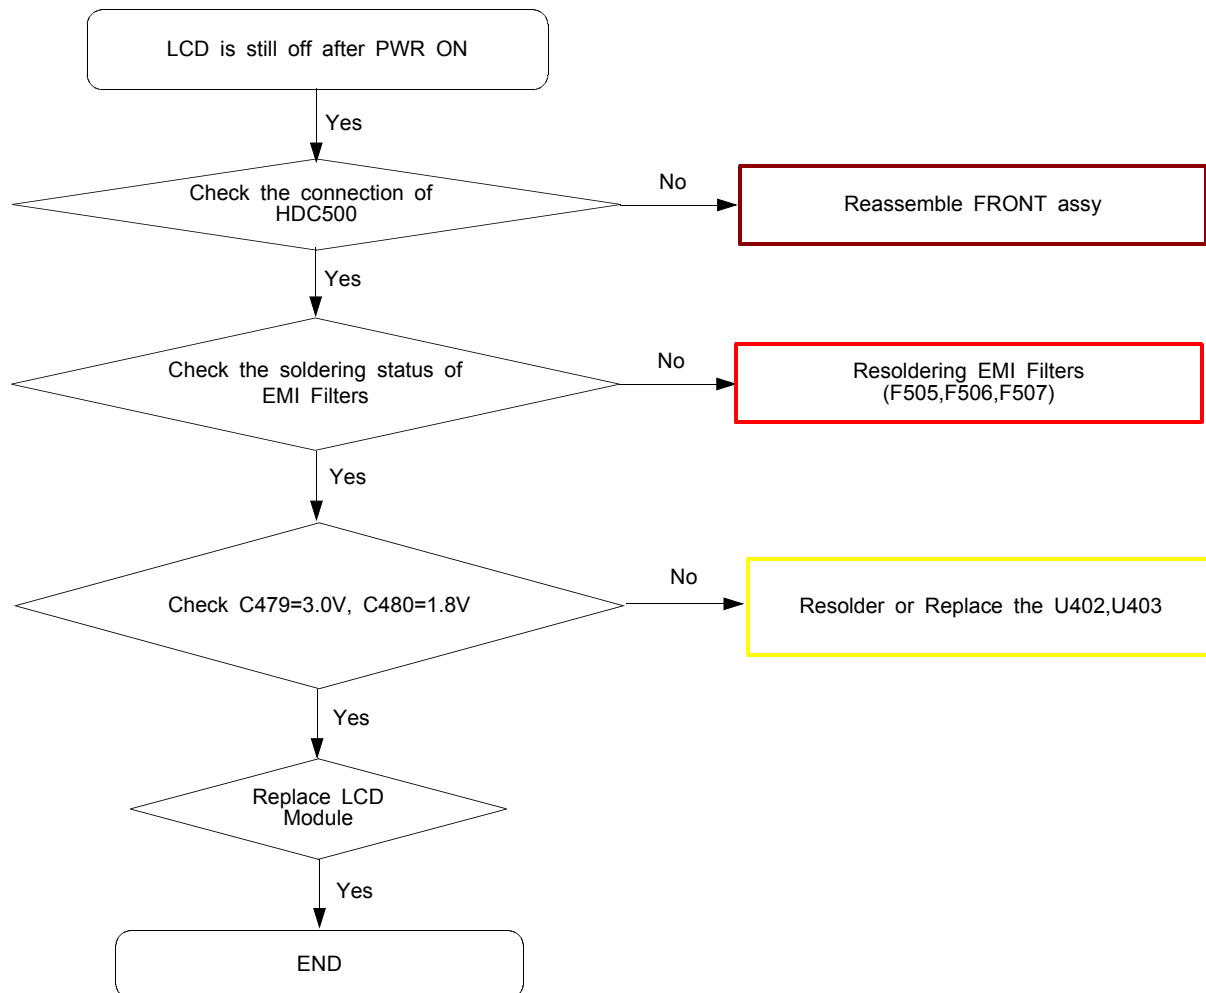 LCD is still off after PWR ON
Yes
Check the connection of
HDC500
No
Reassemble FRONT assy
Yes
Check the soldering status of
EMI Filters
No
Resoldering EMI Filters
(F505,F506,F507)
Yes
Check C479=3.0V, C480=1.8V
No
Resolder or Replace the U402,U403
Yes
Replace LCD
Module
Yes
END